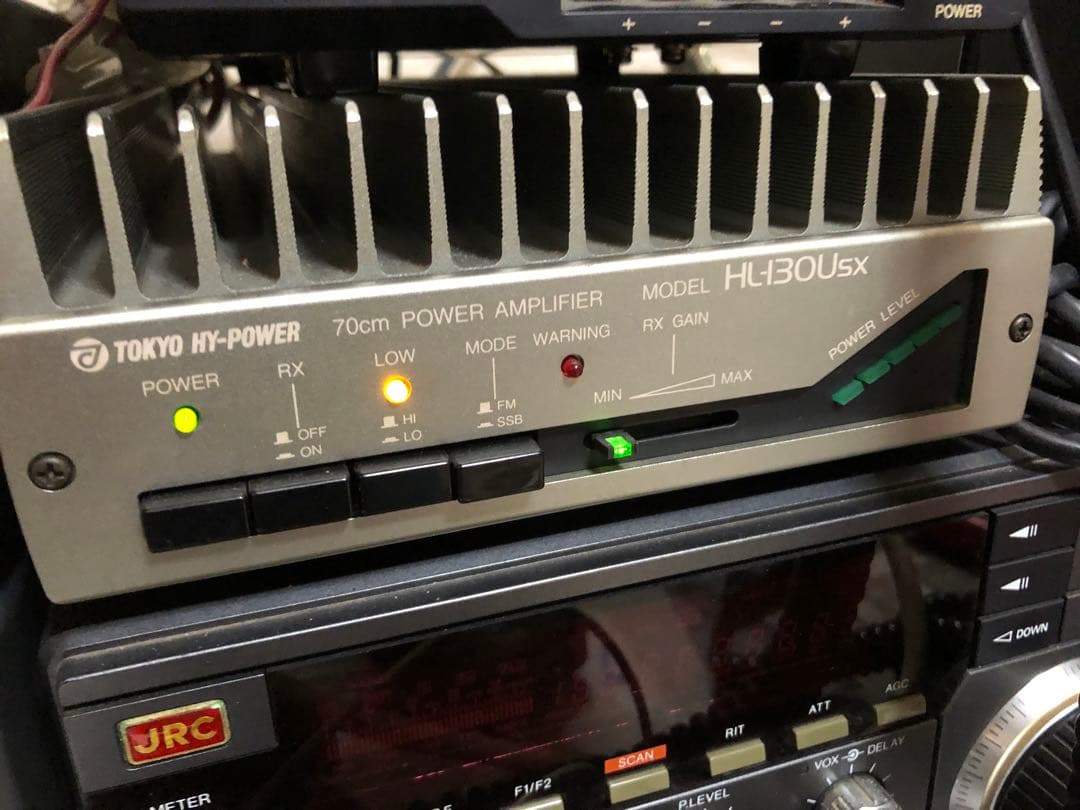 + − − +
POWER
TOKYO HY-POWER
70cm POWER AMPLIFIER
MODEL HL-130Usx
POWER
RX
OFF
ON
LOW
HI
LO
MODE
FM
SSB
WARNING
RX GAIN
MIN
MAX
POWER LEVEL
DOWN
JRC
METER
F1/F2
SCAN
RIT
ATT
AGC
VOX
DELAY
P.LEVEL